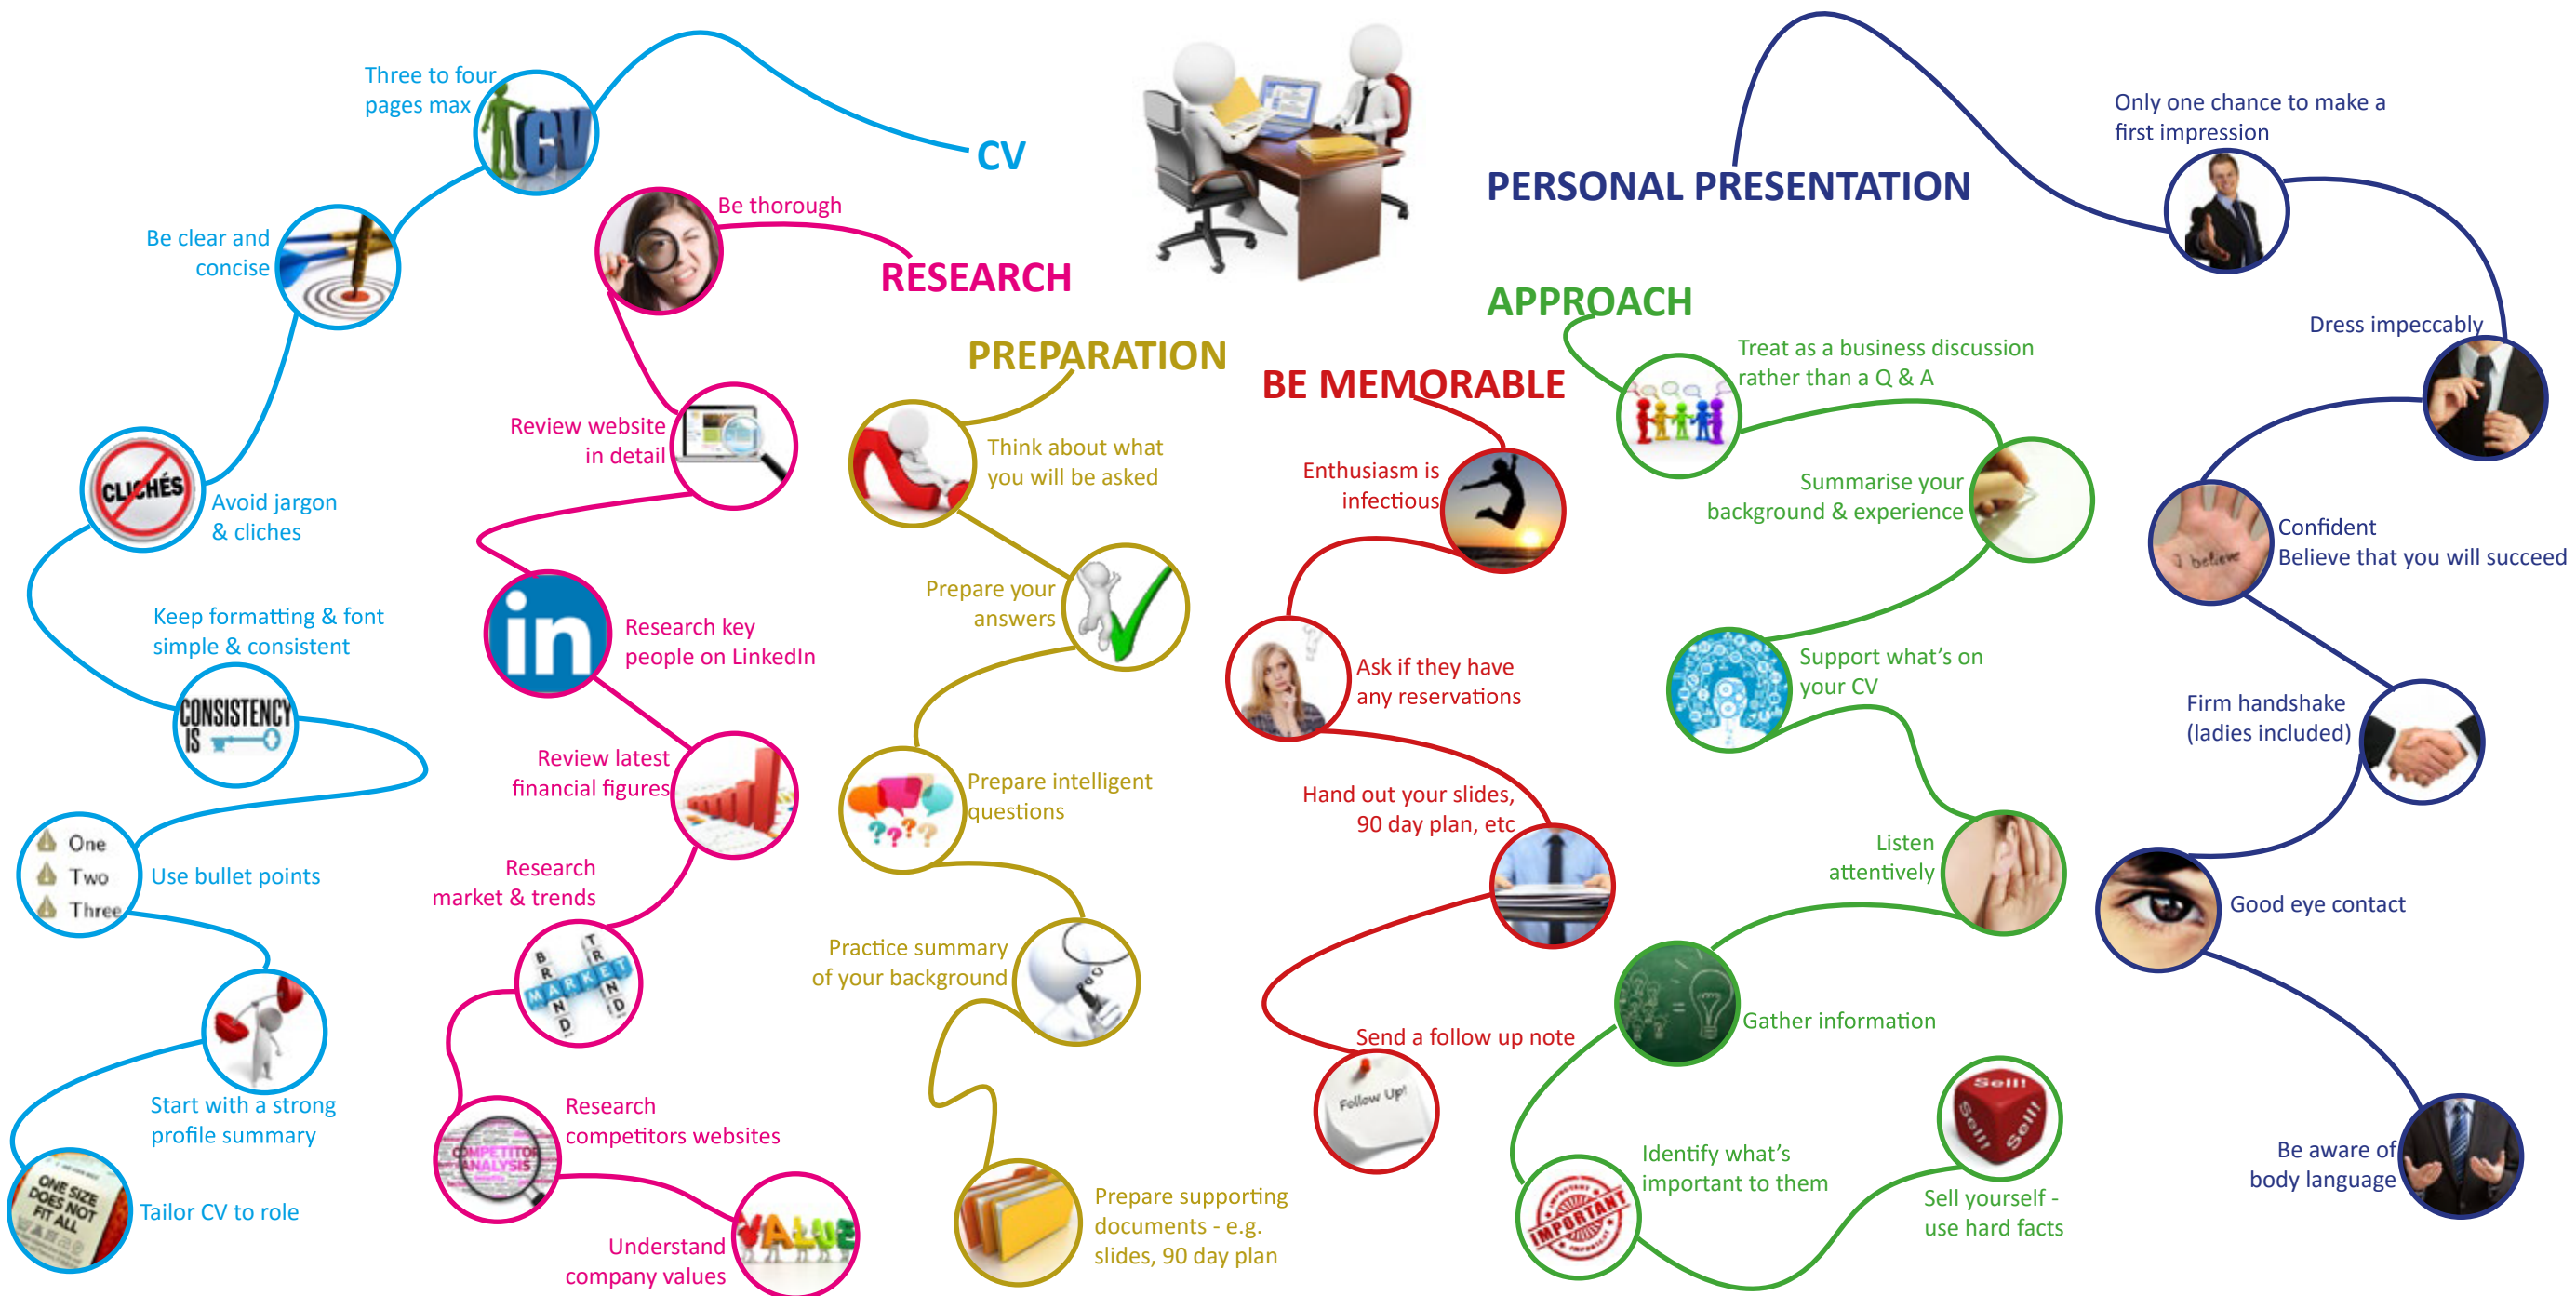 CV
Three to four
pages max
CV
Be clear and
concise
CLICHÉS
Avoid jargon
& cliches
Keep formatting & font
simple & consistent
CONSISTENCY
IS
One
Two
Three
Use bullet points
Start with a strong
profile summary
ONE SIZE
DOES NOT
FIT ALL
Tailor CV to role
RESEARCH
Be thorough
Review website
in detail
in
Research key
people on LinkedIn
Review latest
financial figures
Research
market & trends
BRAND
MARKET
TREND
Research
competitors websites
COMPETITOR
ANALYSIS
Understand
company values
VALUE
PREPARATION
Think about what
you will be asked
Prepare your
answers
Prepare intelligent
questions
Practice summary
of your background
Prepare supporting
documents - e.g.
slides, 90 day plan
BE MEMORABLE
Enthusiasm is
infectious
Ask if they have
any reservations
Hand out your slides,
90 day plan, etc
Send a follow up note
Follow Up!
APPROACH
Treat as a business discussion
rather than a Q & A
Summarise your
background & experience
Support what's on
your CV
Listen
attentively
Gather information
Identify what's
important to them
IMPORTANT
Sell!
Sell!
Sell!
Sell yourself -
use hard facts
PERSONAL PRESENTATION
Only one chance to make a
first impression
Dress impeccably
I believe
Confident
Believe that you will succeed
Firm handshake
(ladies included)
Good eye contact
Be aware of
body language